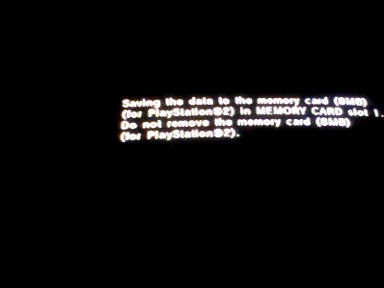 Saving the data to the memory card (8MB)
(for PlayStation®2) in MEMORY CARD slot 1.
Do not remove the memory card (8MB)
(for PlayStation®2).